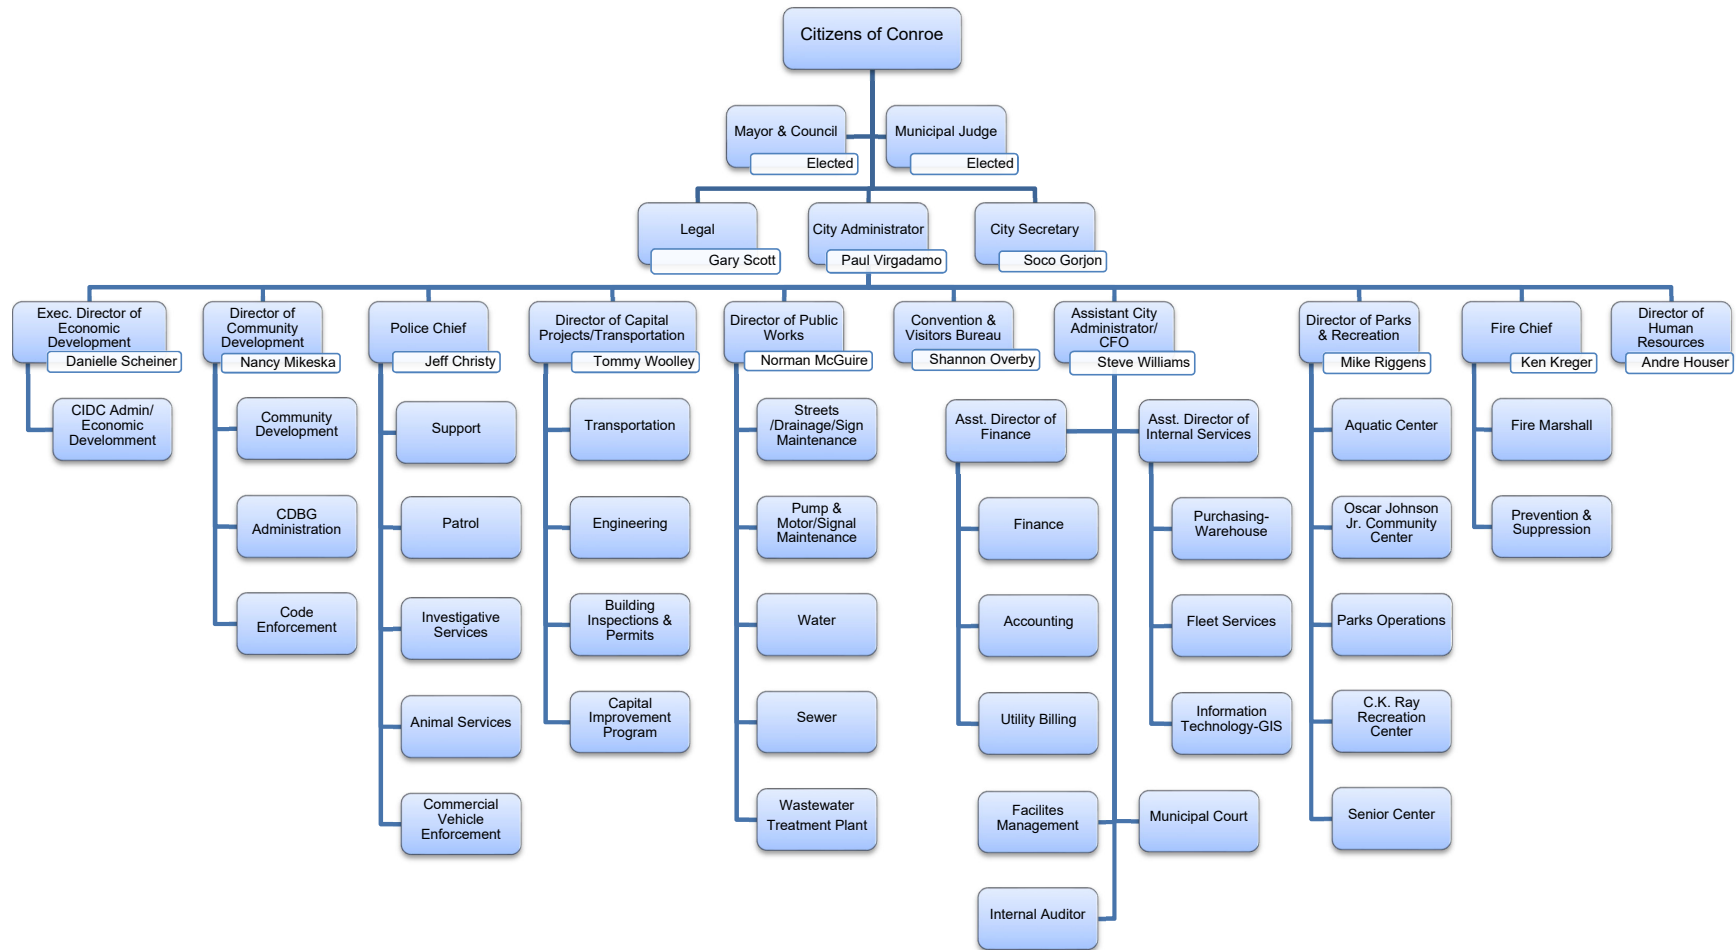 Citizens of Conroe
Mayor & Council
Elected
Municipal Judge
Elected
Legal
Gary Scott
City Administrator
Paul Virgadamo
City Secretary
Soco Gorjon
Exec. Director of
Economic
Development
Danielle Scheiner
Director of
Community
Development
Nancy Mikeska
Police Chief
Jeff Christy
Director of Capital
Projects/Transportation
Tommy Woolley
Director of Public
Works
Norman McGuire
Convention &
Visitors Bureau
Shannon Overby
Assistant City
Administrator/
CFO
Steve Williams
Director of Parks
& Recreation
Mike Riggens
Fire Chief
Ken Kreger
Director of
Human
Resources
Andre Houser
CIDC Admin/
Economic
Develomment
Community
Development
CDBG
Administration
Code
Enforcement
Support
Patrol
Investigative
Services
Animal Services
Commercial
Vehicle
Enforcement
Transportation
Engineering
Building
Inspections &
Permits
Capital
Improvement
Program
Streets
/Drainage/Sign
Maintenance
Pump &
Motor/Signal
Maintenance
Water
Sewer
Wastewater
Treatment Plant
Asst. Director of
Finance
Finance
Accounting
Utility Billing
Asst. Director of
Internal Services
Purchasing-
Warehouse
Fleet Services
Information
Technology-GIS
Facilites
Management
Municipal Court
Internal Auditor
Aquatic Center
Oscar Johnson
Jr. Community
Center
Parks Operations
C.K. Ray
Recreation
Center
Senior Center
Fire Marshall
Prevention &
Suppression